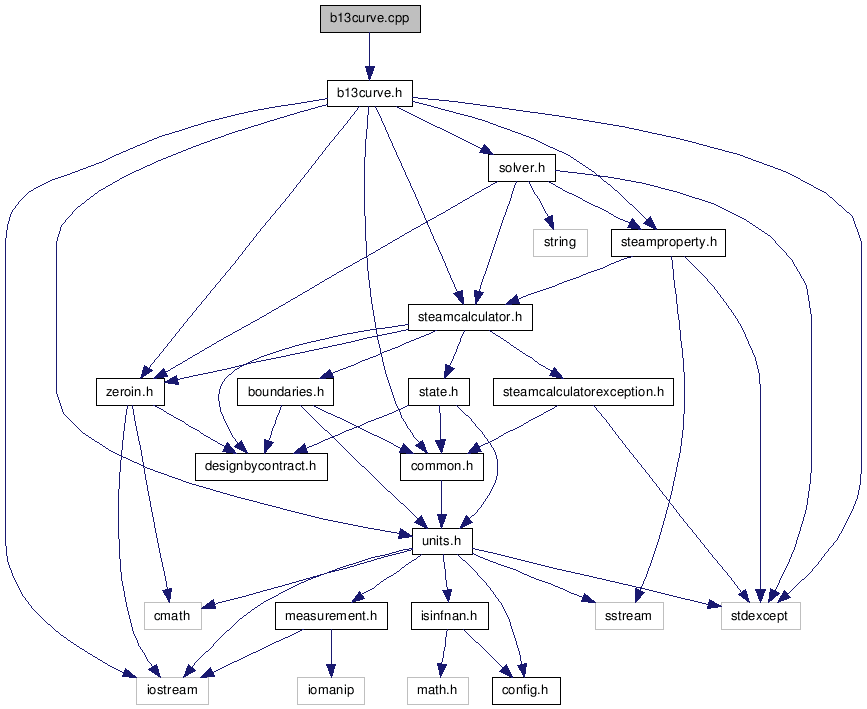 b13curve.cpp
b13curve.h
solver.h
string
steamproperty.h
steamcalculator.h
zeroin.h
boundaries.h
state.h
steamcalculatorexception.h
designbycontract.h
common.h
units.h
cmath
measurement.h
isinfnan.h
sstream
stdexcept
iostream
iomanip
math.h
config.h